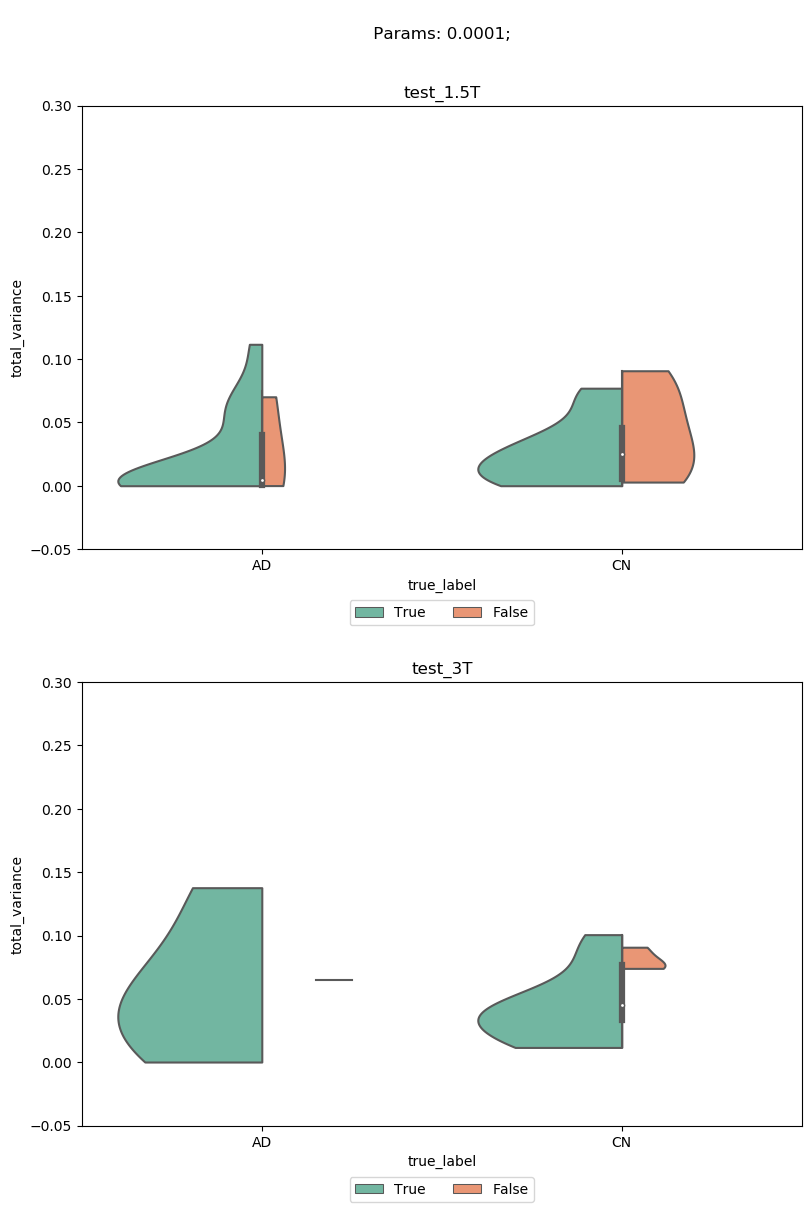 Params: 0.0001;
test_1.5T
0.30
0.25
0.20
0.15
0.10
0.05
0.00
−0.05
total_variance
AD CN
true_label
True False
test_3T
0.30
0.25
0.20
0.15
0.10
0.05
0.00
−0.05
total_variance
AD CN
true_label
True False